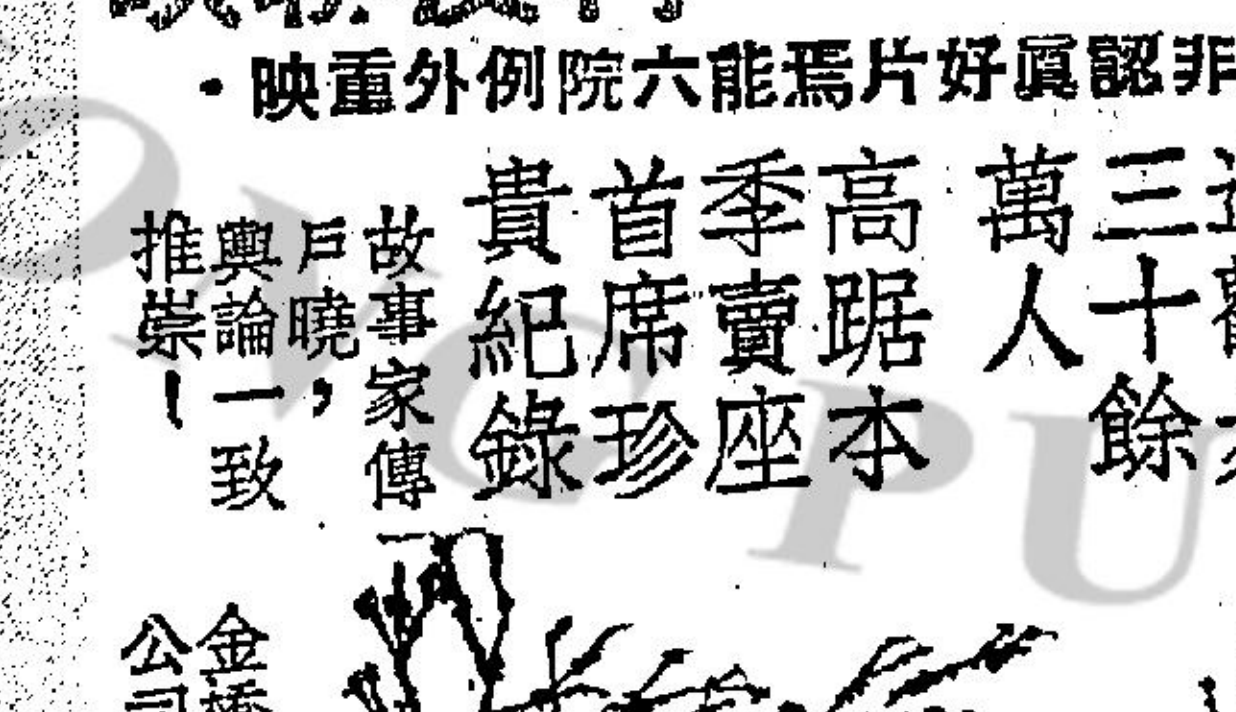 非認眞好片焉能六院例外重映・
三十餘
萬人
高踞本
季賣座
首席珍
貴紀錄
故事家傳
戶曉，
輿論一致
推崇！
金
公司